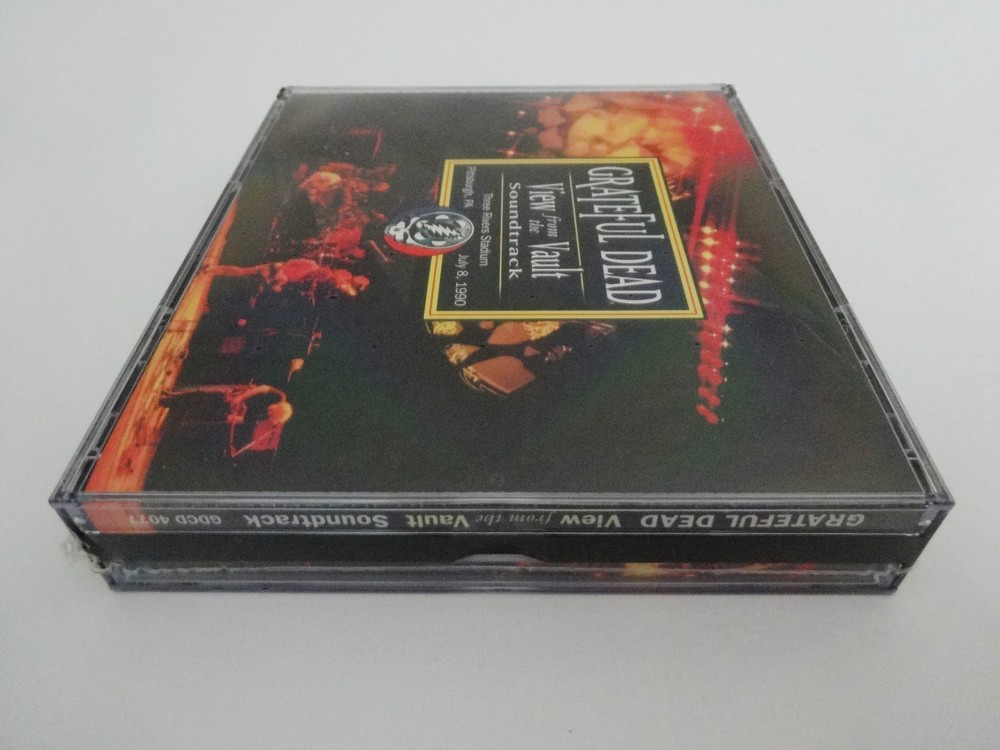 GRATEFUL DEAD
View from
the Vault
Soundtrack
Three Rivers Stadium
Pittsburgh, PA July 8, 1990
GRATEFUL DEAD View from the Vault Soundtrack GDCD 4077